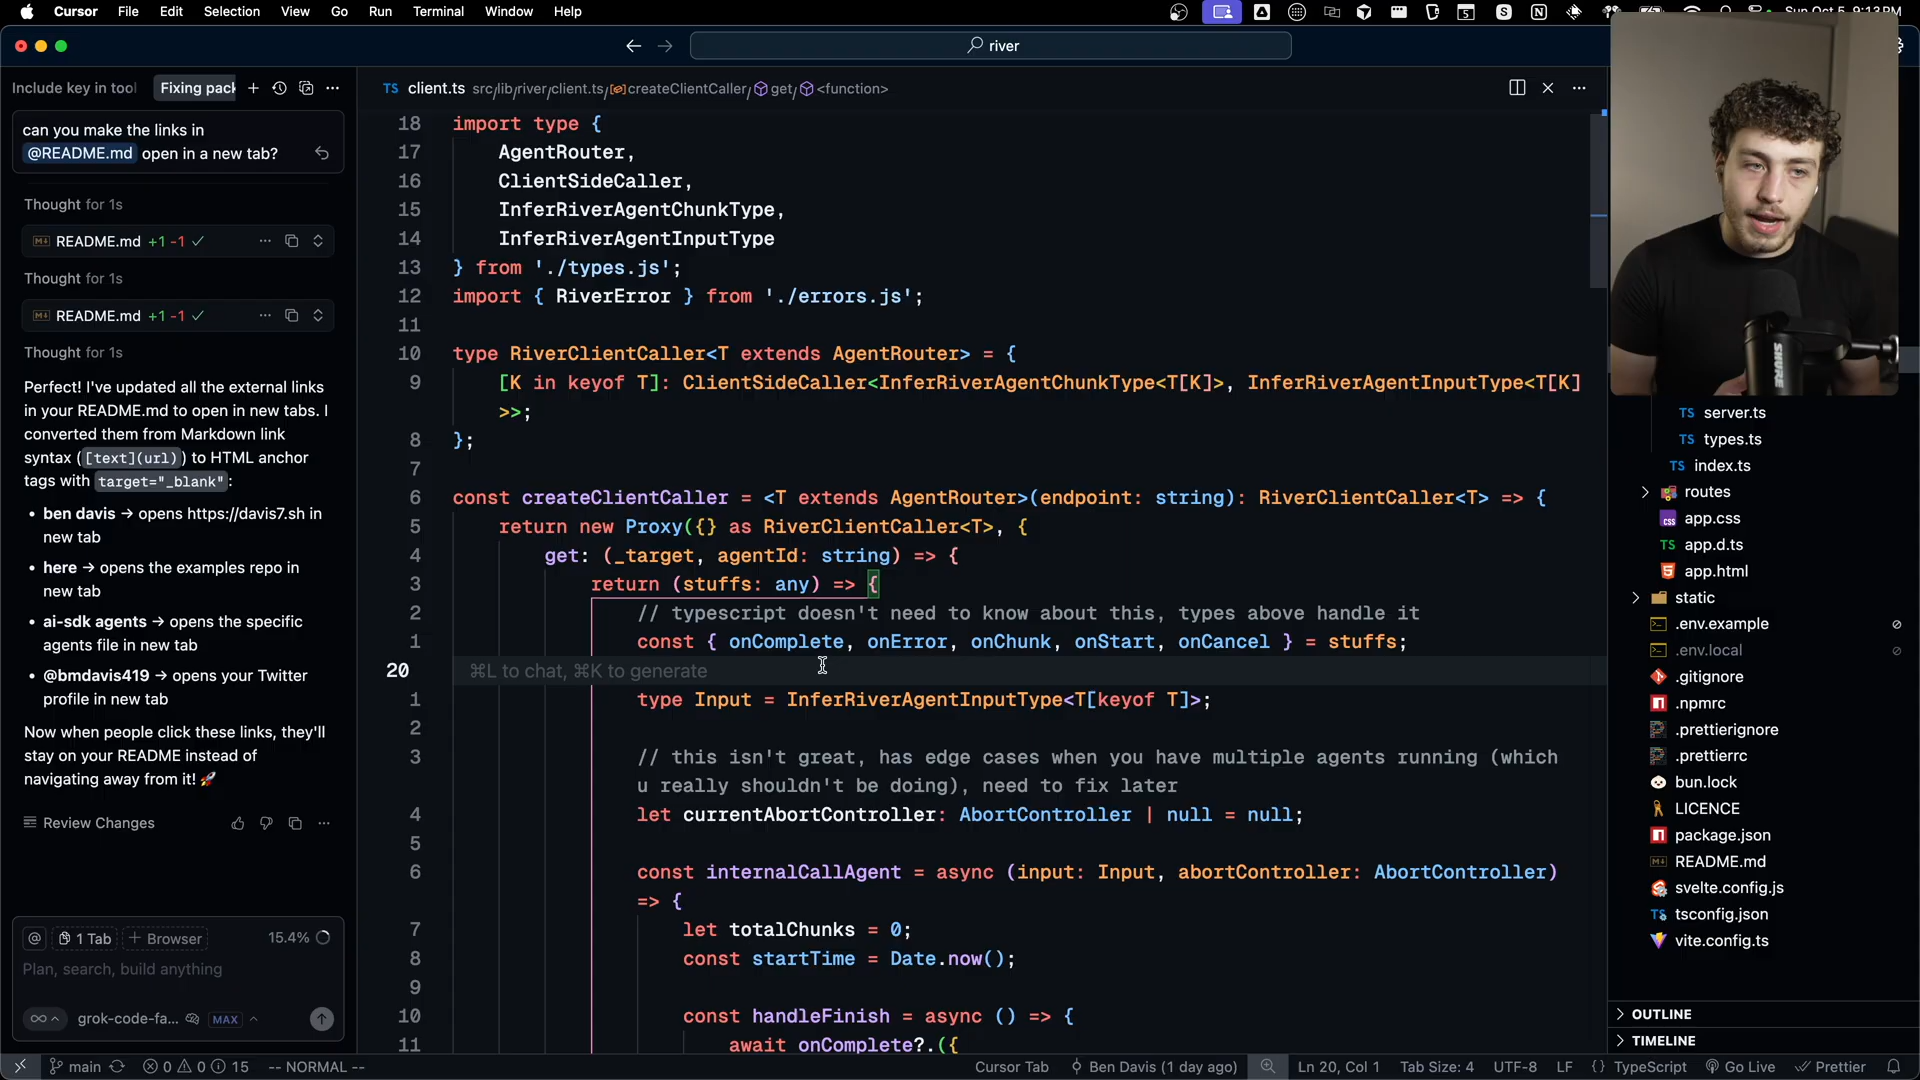 Cursor File Edit Selection View Go Run Terminal Window Help
Sun Oct 5 9:13 PM
river
Include key in tool Fixing pack
can you make the links in
@README.md open in a new tab?
Thought for 1s
README.md +1 -1
Thought for 1s
README.md +1 -1
Thought for 1s
Perfect! I've updated all the external links
in your README.md to open in new tabs. I
converted them from Markdown link
syntax ( [text](url) ) to HTML anchor
tags with target="_blank" :
• ben davis → opens https://davis7.sh in
new tab
• here → opens the examples repo in
new tab
• ai-sdk agents → opens the specific
agents file in new tab
• @bmdavis419 → opens your Twitter
profile in new tab
Now when people click these links, they'll
stay on your README instead of
navigating away from it! 🚀
Review Changes
@ 1 Tab + Browser 15.4%
Plan, search, build anything
∞ grok-code-fa... MAX
TS client.ts src/lib/river/client.ts/createClientCaller/get/<function>
18 import type {
17 AgentRouter,
16 ClientSideCaller,
15 InferRiverAgentChunkType,
14 InferRiverAgentInputType
13 } from './types.js';
12 import { RiverError } from './errors.js';
11
10 type RiverClientCaller<T extends AgentRouter> = {
9 [K in keyof T]: ClientSideCaller<InferRiverAgentChunkType<T[K]>, InferRiverAgentInputType<T[K]
>>;
8 };
7
6 const createClientCaller = <T extends AgentRouter>(endpoint: string): RiverClientCaller<T> => {
5 return new Proxy({} as RiverClientCaller<T>, {
4 get: (_target, agentId: string) => {
3 return (stuffs: any) => {
2 // typescript doesn't need to know about this, types above handle it
1 const { onComplete, onError, onChunk, onStart, onCancel } = stuffs;
20 ⌘L to chat, ⌘K to generate
1 type Input = InferRiverAgentInputType<T[keyof T]>;
2
3 // this isn't great, has edge cases when you have multiple agents running (which
u really shouldn't be doing), need to fix later
4 let currentAbortController: AbortController | null = null;
5
6 const internalCallAgent = async (input: Input, abortController: AbortController)
=> {
7 let totalChunks = 0;
8 const startTime = Date.now();
9
10 const handleFinish = async () => {
11 await onComplete?.({
TS server.ts
TS types.ts
TS index.ts
routes
app.css
TS app.d.ts
app.html
static
.env.example
.env.local
.gitignore
.npmrc
.prettierignore
.prettierrc
bun.lock
LICENCE
package.json
README.md
svelte.config.js
tsconfig.json
vite.config.ts
OUTLINE
TIMELINE
main 0 0 15 -- NORMAL -- Cursor Tab Ben Davis (1 day ago) Ln 20, Col 1 Tab Size: 4 UTF-8 LF {} TypeScript Go Live Prettier